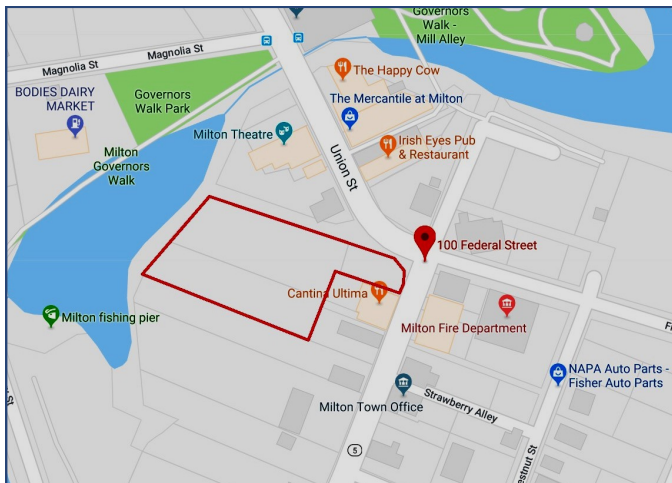 Governors
Walk -
Mill Alley
Magnolia St
Magnolia St
The Happy Cow
BODIES DAIRY
MARKET
Governors
Walk Park
The Mercantile at Milton
Milton Theatre
Irish Eyes Pub
& Restaurant
Milton
Governors
Walk
Union St
100 Federal Street
Cantina Ultima
Milton fishing pier
Milton Fire Department
NAPA Auto Parts -
Fisher Auto Parts
Milton Town Office
Strawberry Alley
5